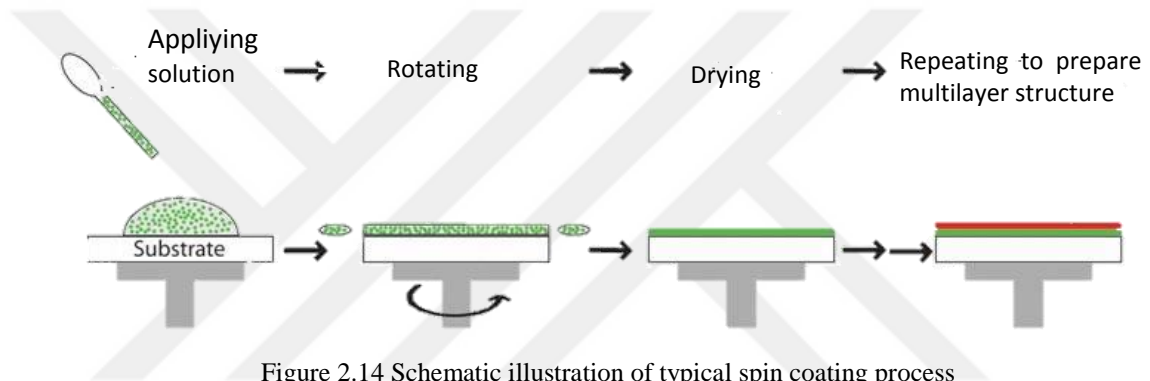 Appliying
solution
Rotating
Drying
Repeating to prepare
multilayer structure
Substrate
Figure 2.14 Schematic illustration of typical spin coating process